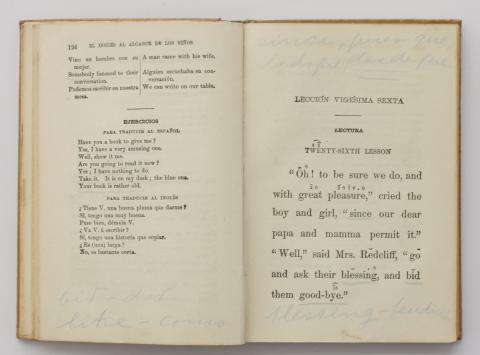 124 EL INGLÉS AL ALCANCE DE LOS NIÑOS
Vino un hombre con su mujer. A man came with his wife.
Somebody listened to their conversation. Alguien escuchaba su conversación.
Podemos escribir en nuestra mesa. We can write on our table.
EJERCICIOS
PARA TRADUCIR AL ESPAÑOL
Have you a book to give me?
Yes, I have a very amusing one.
Well, show it me.
Are you going to read it now?
Yes; I have nothing to do.
Take it. It is on my desk; the blue one.
Your book is rather old.
PARA TRADUCIR AL INGLÉS
¿Tiene V. una buena pluma que darme?
Sí, tengo una muy buena.
Pues bien, démela V.
¿Va V. á escribir?
Sí, tengo una historia que copiar.
¿Es (una) larga?
No, es bastante corta.
like - como
since, pues que,
LECCIÓN VIGÉSIMA SEXTA
LECTURA
TWENTY-SIXTH LESSON
"Oh! to be sure we do, and
with great pleasure," cried the
boy and girl, "since our dear
papa and mamma permit it."
"Well," said Mrs. Redcliff, "go
and ask their blessing, and bid
them good-bye."
blessing -